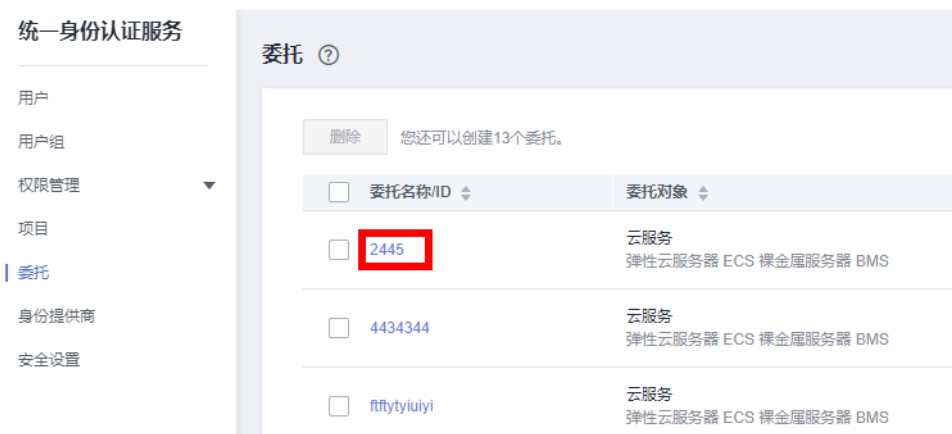 统一身份认证服务
用户
用户组
权限管理
项目
委托
身份提供商
安全设置
委托 ?
删除 您还可以创建13个委托。
委托名称/ID 委托对象
2445 云服务
弹性云服务器 ECS 裸金属服务器 BMS
4434344 云服务
弹性云服务器 ECS 裸金属服务器 BMS
ftftytyiuiyi 云服务
弹性云服务器 ECS 裸金属服务器 BMS